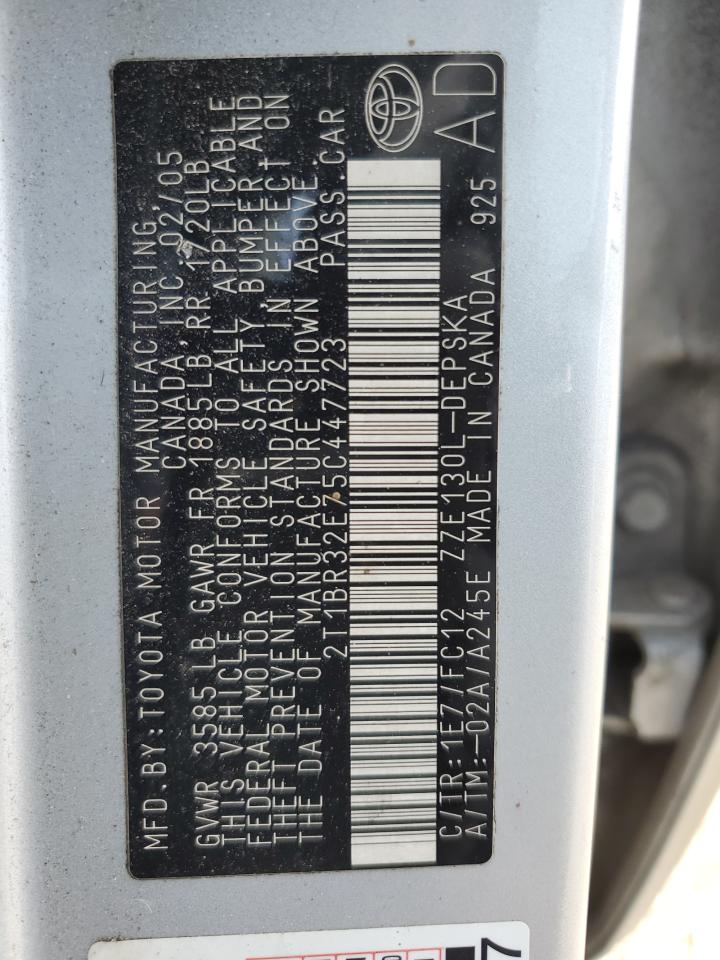 MFD.BY:TOYOTA MOTOR MANUFACTURING
CANADA INC. 02/05
GVWR 3585LB GAWR FR 1885LB,RR 1720LB
THIS VEHICLE CONFORMS TO ALL APPLICABLE
FEDERAL MOTOR VEHICLE SAFETY, BUMPER AND
THEFT PREVENTION STANDARDS IN EFFECT ON
THE DATE OF MANUFACTURE SHOWN ABOVE.
2T1BR32E75C447723 PASS.CAR
C/TR:1E7/FC12 ZZE130L-DEPSKA
A/TM:-02A/A245E MADE IN CANADA 925
AD
7